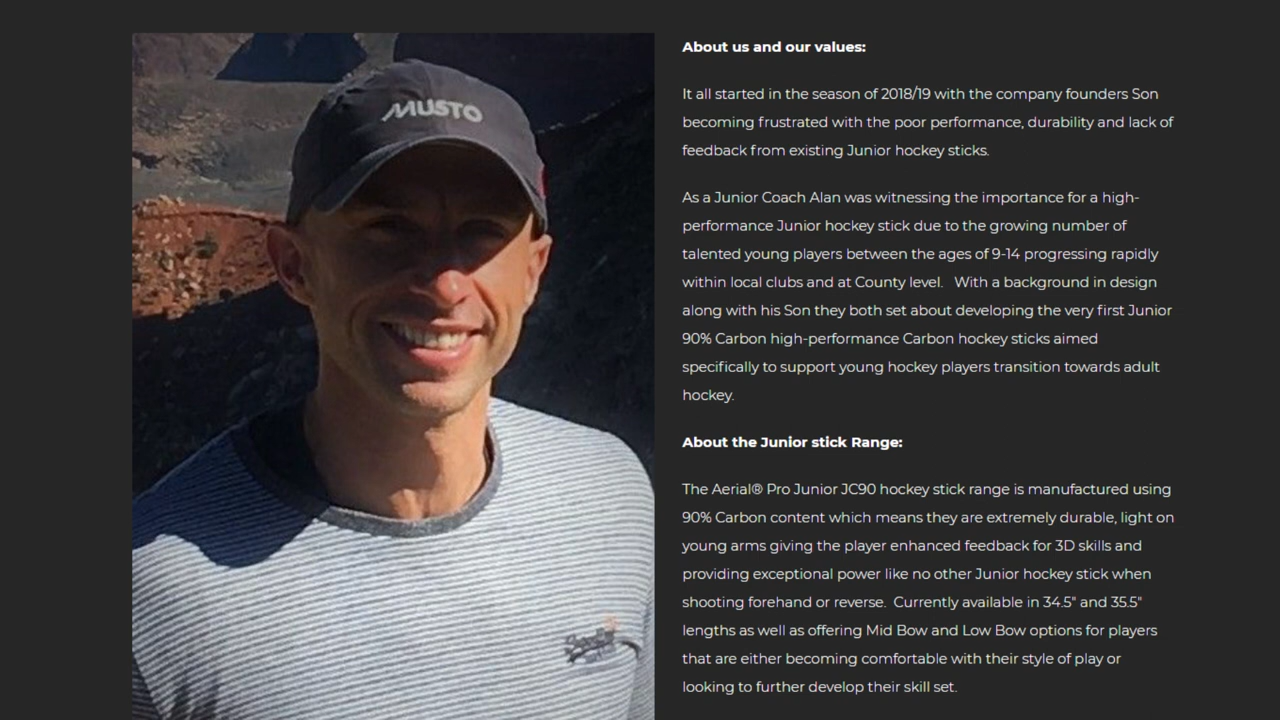 MUSTO
About us and our values:
It all started in the season of 2018/19 with the company founders Son
becoming frustrated with the poor performance, durability and lack of
feedback from existing Junior hockey sticks.
As a Junior Coach Alan was witnessing the importance for a high-
performance Junior hockey stick due to the growing number of
talented young players between the ages of 9-14 progressing rapidly
within local clubs and at County level.   With a background in design
along with his Son they both set about developing the very first Junior
90% Carbon high-performance Carbon hockey sticks aimed
specifically to support young hockey players transition towards adult
hockey.
About the Junior stick Range:
The Aerial® Pro Junior JC90 hockey stick range is manufactured using
90% Carbon content which means they are extremely durable, light on
young arms giving the player enhanced feedback for 3D skills and
providing exceptional power like no other Junior hockey stick when
shooting forehand or reverse.  Currently available in 34.5" and 35.5"
lengths as well as offering Mid Bow and Low Bow options for players
that are either becoming comfortable with their style of play or
looking to further develop their skill set.